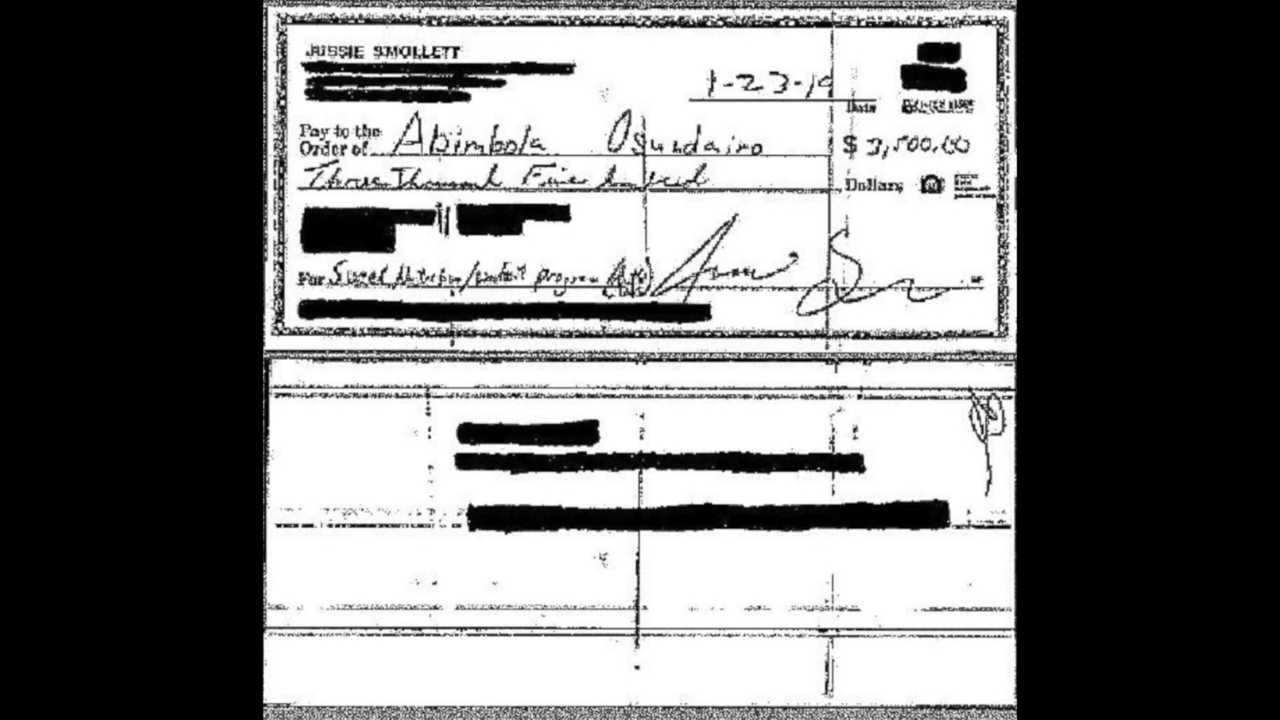 JUSSIE SMOLLETT
1-23-19
Date
Pay to the
Order of Abimbola Osundairo $ 3,500.00
Three Thousand Five hundred Dollars
For program